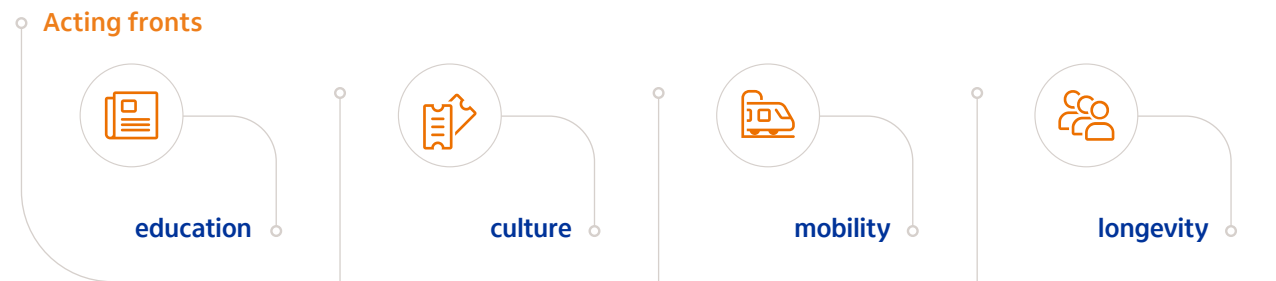 Acting fronts
education
culture
mobility
longevity